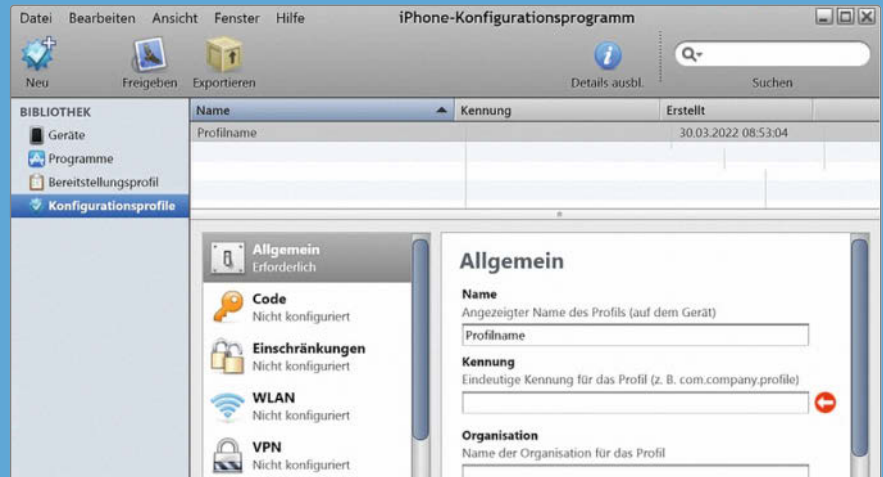 Datei Bearbeiten Ansicht Fenster Hilfe iPhone-Konfigurationsprogramm
Neu Freigeben Exportieren Details ausbl. Suchen
BIBLIOTHEK
Geräte
Programme
Bereitstellungsprofil
Konfigurationsprofile
Name Kennung Erstellt
Profilname 30.03.2022 08:53:04
Allgemein
Erforderlich
Code
Nicht konfiguriert
Einschränkungen
Nicht konfiguriert
WLAN
Nicht konfiguriert
VPN
Nicht konfiguriert
Allgemein
Name
Angezeigter Name des Profils (auf dem Gerät)
Profilname
Kennung
Eindeutige Kennung für das Profil (z. B. com.company.profile)
Organisation
Name der Organisation für das Profil